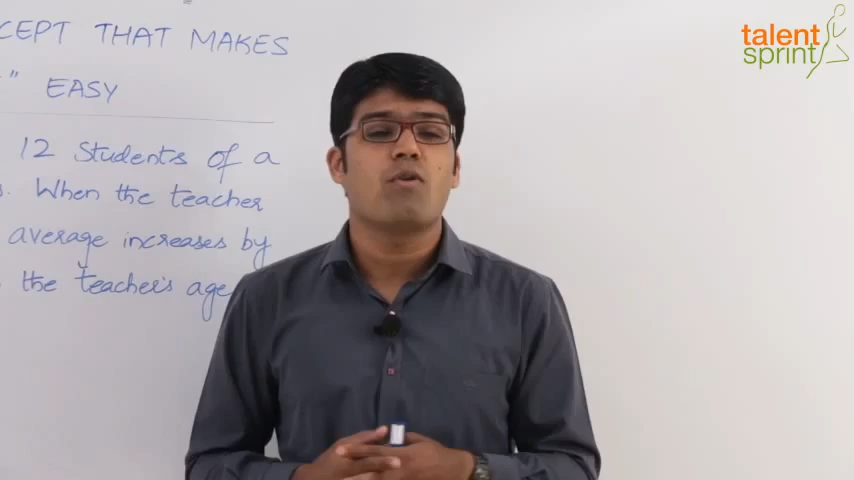 talent
sprint
CEPT THAT MAKES
" EASY
12 Students of a
s. When the teacher
average increases by
the teacher's age